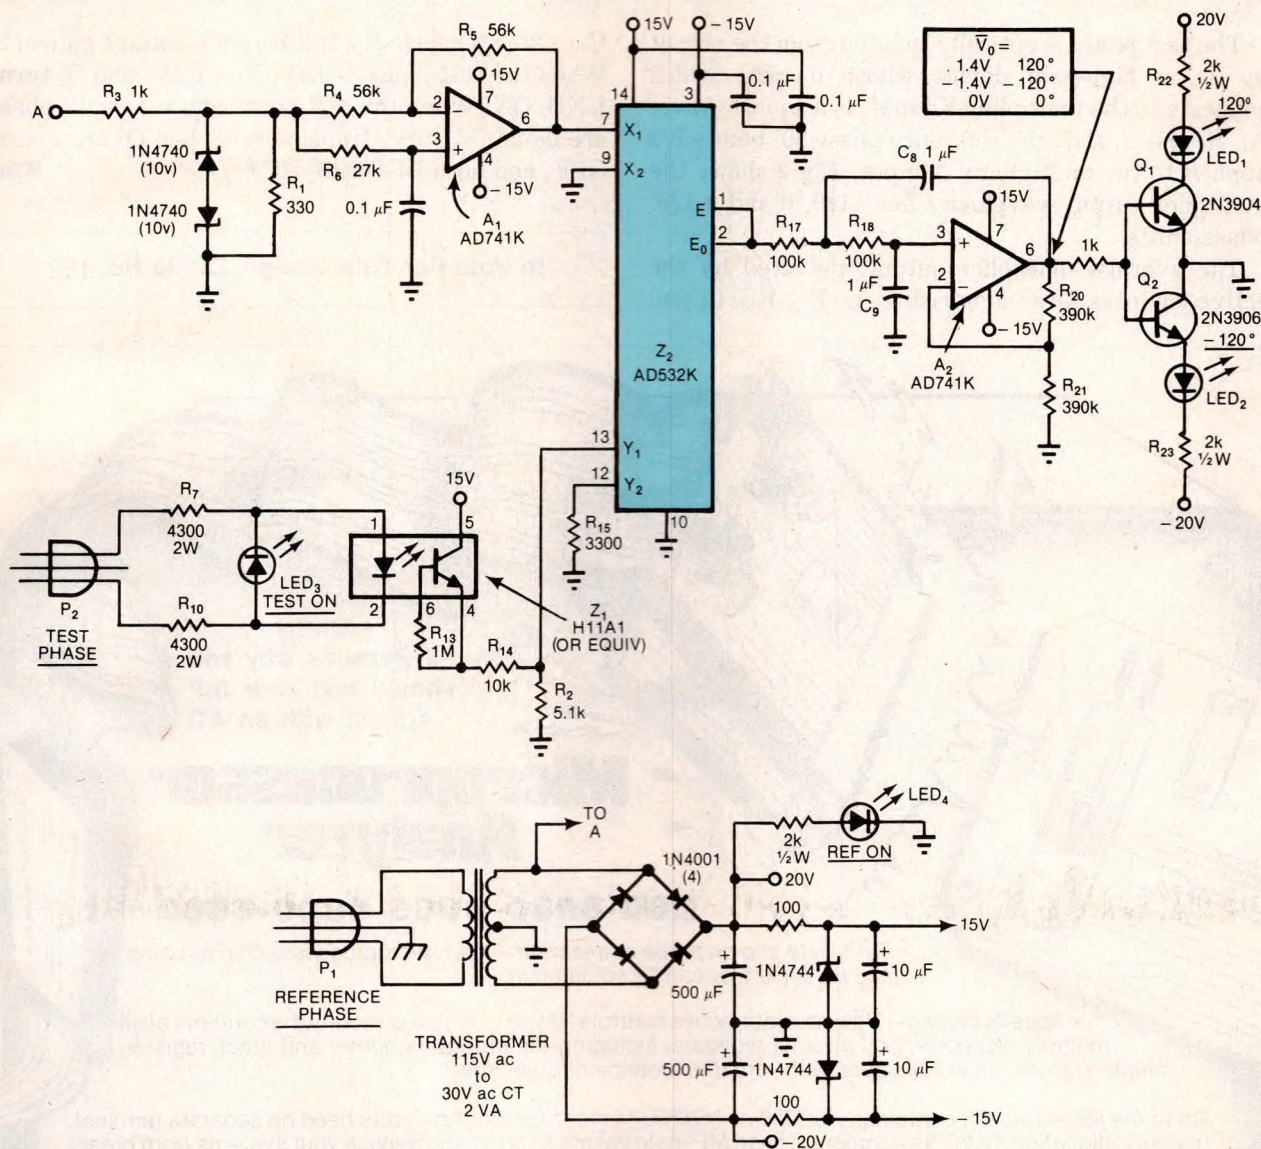 R5 56k
15V
R3 1k
R4 56k
A
2
−
7
6
3
+
4
1N4740
(10v)
1N4740
(10v)
R1
330
R6 27k
0.1 µF
−15V
A1
AD741K
15V
−15V
14
3
0.1 µF
0.1 µF
7
X1
9
X2
E
1
E0
2
Z2
AD532K
13
Y1
12
Y2
10
R15
3300
R17
100k
R18
100k
C8 1 µF
1 µF
C9
V0 =
1.4V 120°
−1.4V −120°
0V 0°
15V
3
+
7
6
2
−
4
−15V
A2
AD741K
1k
R20
390k
R21
390k
20V
R22
2k
½W
120°
LED1
Q1
2N3904
Q2
2N3906
−120°
LED2
R23
2k
½W
−20V
R7
4300
2W
P2
TEST
PHASE
LED3
TEST ON
R10
4300
2W
15V
1
5
2
6
4
Z1
H11A1
(OR EQUIV)
R13
1M
R14
10k
R2
5.1k
TO
A
P1
REFERENCE
PHASE
TRANSFORMER
115V ac
to
30V ac CT
2 VA
1N4001
(4)
2k
½W
LED4
REF ON
20V
100
15V
+
500 µF
1N4744
+
10 µF
+
500 µF
1N4744
+
10 µF
100
−15V
−20V